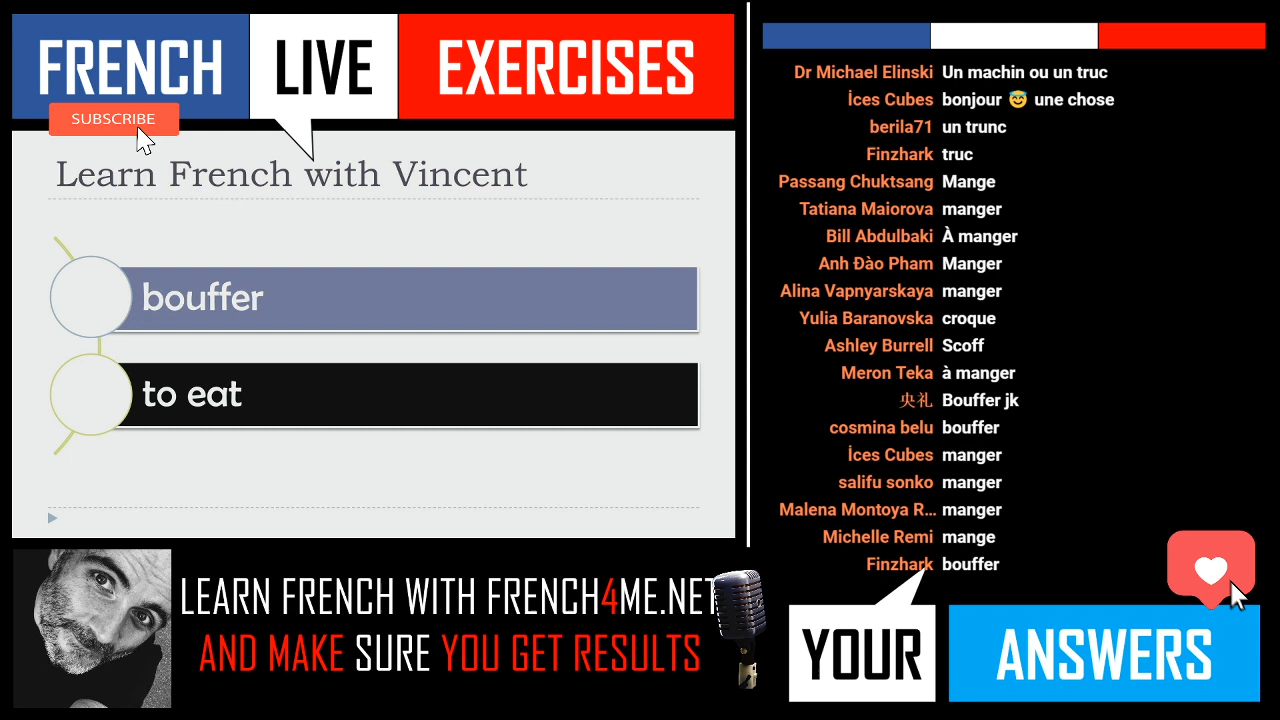 FRENCH LIVE EXERCISES
SUBSCRIBE
Learn French with Vincent
bouffer
to eat
LEARN FRENCH WITH FRENCH4ME.NET
AND MAKE SURE YOU GET RESULTS
Dr Michael Elinski Un machin ou un truc
İces Cubes bonjour 😇 une chose
berila71 un trunc
Finzhark truc
Passang Chuktsang Mange
Tatiana Maiorova manger
Bill Abdulbaki À manger
Anh Đào Pham Manger
Alina Vapnyarskaya manger
Yulia Baranovska croque
Ashley Burrell Scoff
Meron Teka à manger
央礼 Bouffer jk
cosmina belu bouffer
İces Cubes manger
salifu sonko manger
Malena Montoya R... manger
Michelle Remi mange
Finzhark bouffer
YOUR ANSWERS